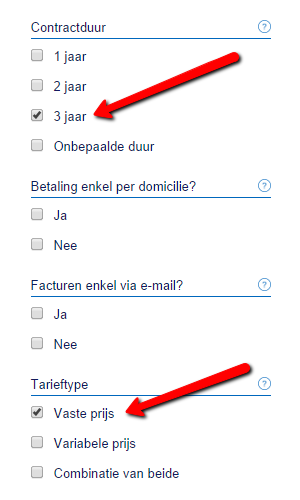 Contractduur ?
1 jaar
2 jaar
3 jaar
Onbepaalde duur
Betaling enkel per domicilie? ?
Ja
Nee
Facturen enkel via e-mail? ?
Ja
Nee
Tarieftype ?
Vaste prijs
Variabele prijs
Combinatie van beide